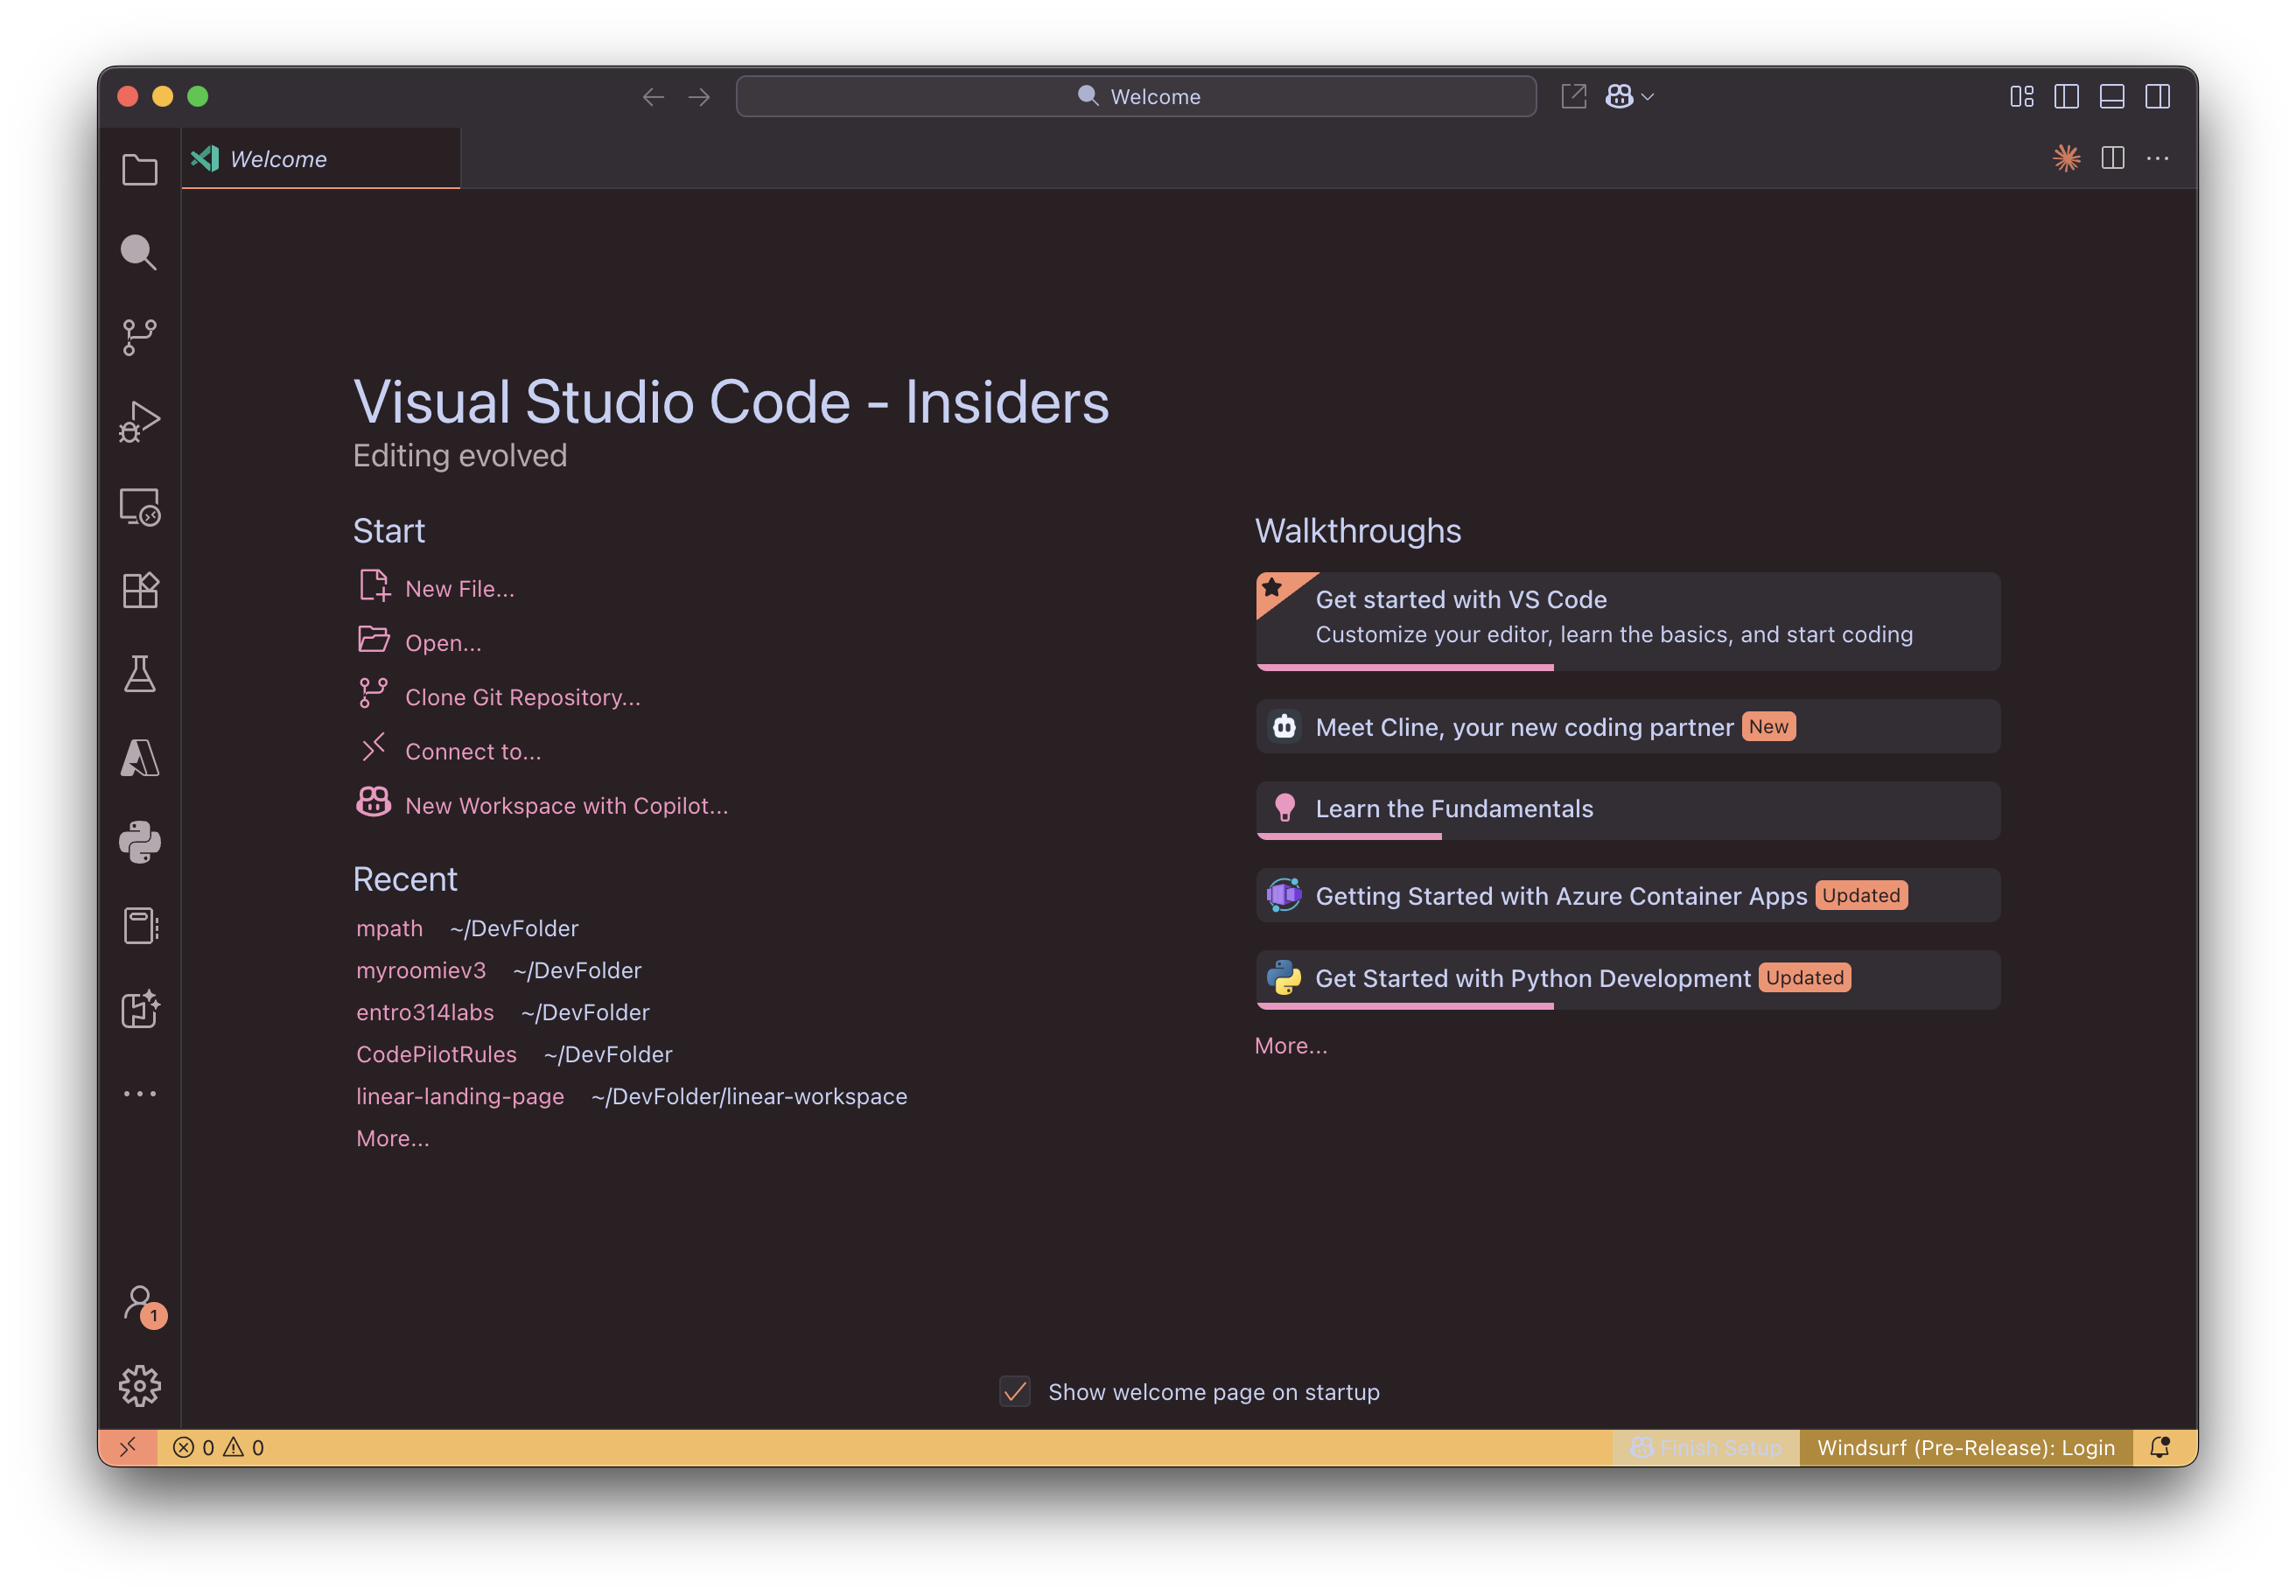 Welcome
Welcome
Visual Studio Code - Insiders
Editing evolved
Start
New File...
Open...
Clone Git Repository...
Connect to...
New Workspace with Copilot...
Recent
mpath ~/DevFolder
myroomiev3 ~/DevFolder
entro314labs ~/DevFolder
CodePilotRules ~/DevFolder
linear-landing-page ~/DevFolder/linear-workspace
More...
Walkthroughs
Get started with VS Code
Customize your editor, learn the basics, and start coding
Meet Cline, your new coding partner New
Learn the Fundamentals
Getting Started with Azure Container Apps Updated
Get Started with Python Development Updated
More...
1
Show welcome page on startup
0 0 Finish Setup Windsurf (Pre-Release): Login